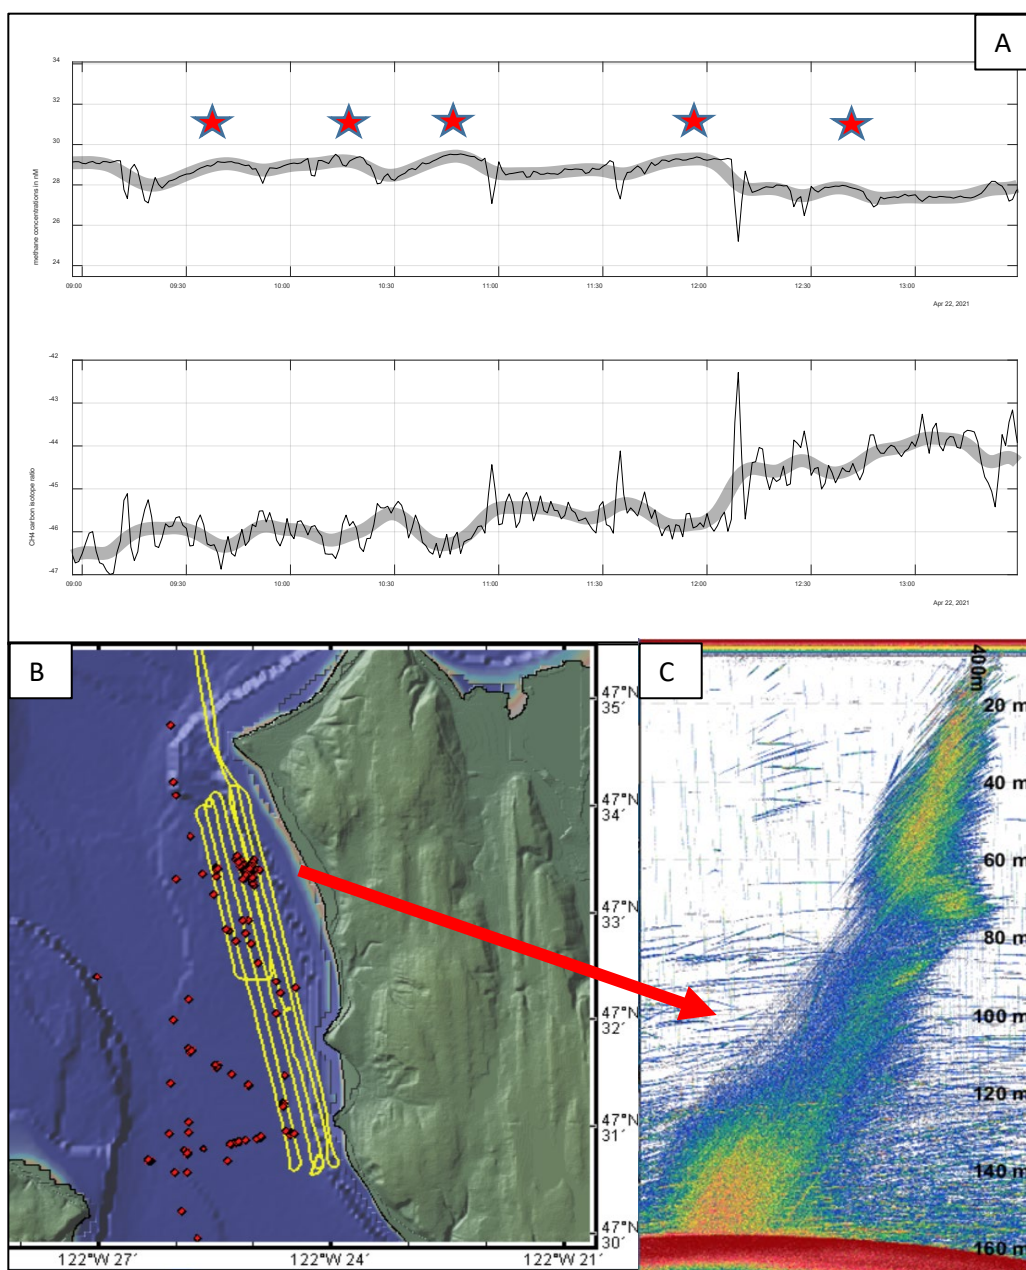 A
34
32
30
28
26
24
methane concentrations in nM
09:00 09:30 10:00 10:30 11:00 11:30 12:00 12:30 13:00
Apr 22, 2021
-42
-43
-44
-45
-46
-47
CH4 carbon isotope ratio
09:00 09:30 10:00 10:30 11:00 11:30 12:00 12:30 13:00
Apr 22, 2021
B
47°N
35´
47°N
34´
47°N
33´
47°N
32´
47°N
31´
47°N
30´
122°W 27´ 122°W 24´ 122°W 21´
C
400m
20 m
40 m
60 m
80 m
100 m
120 m
140 m
160 m